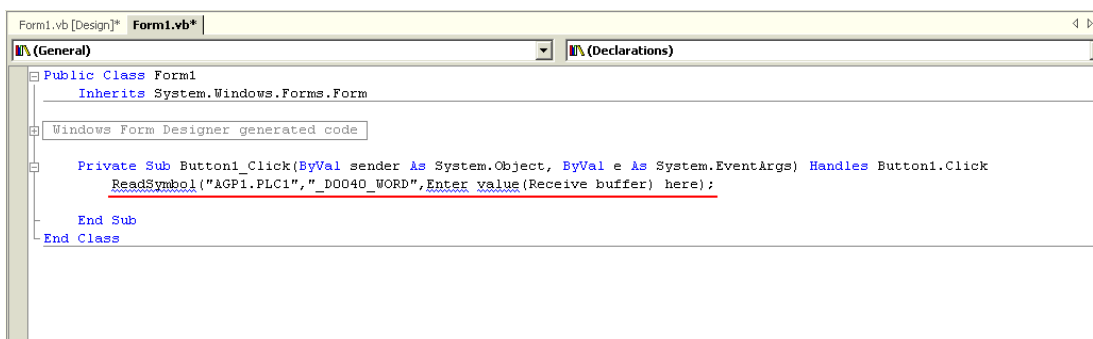 Form1.vb [Design]* Form1.vb*
(General) (Declarations)
Public Class Form1
Inherits System.Windows.Forms.Form
Windows Form Designer generated code
Private Sub Button1_Click(ByVal sender As System.Object, ByVal e As System.EventArgs) Handles Button1.Click
ReadSymbol("AGP1.PLC1","_D0040_WORD",Enter value(Receive buffer) here);
End Sub
End Class